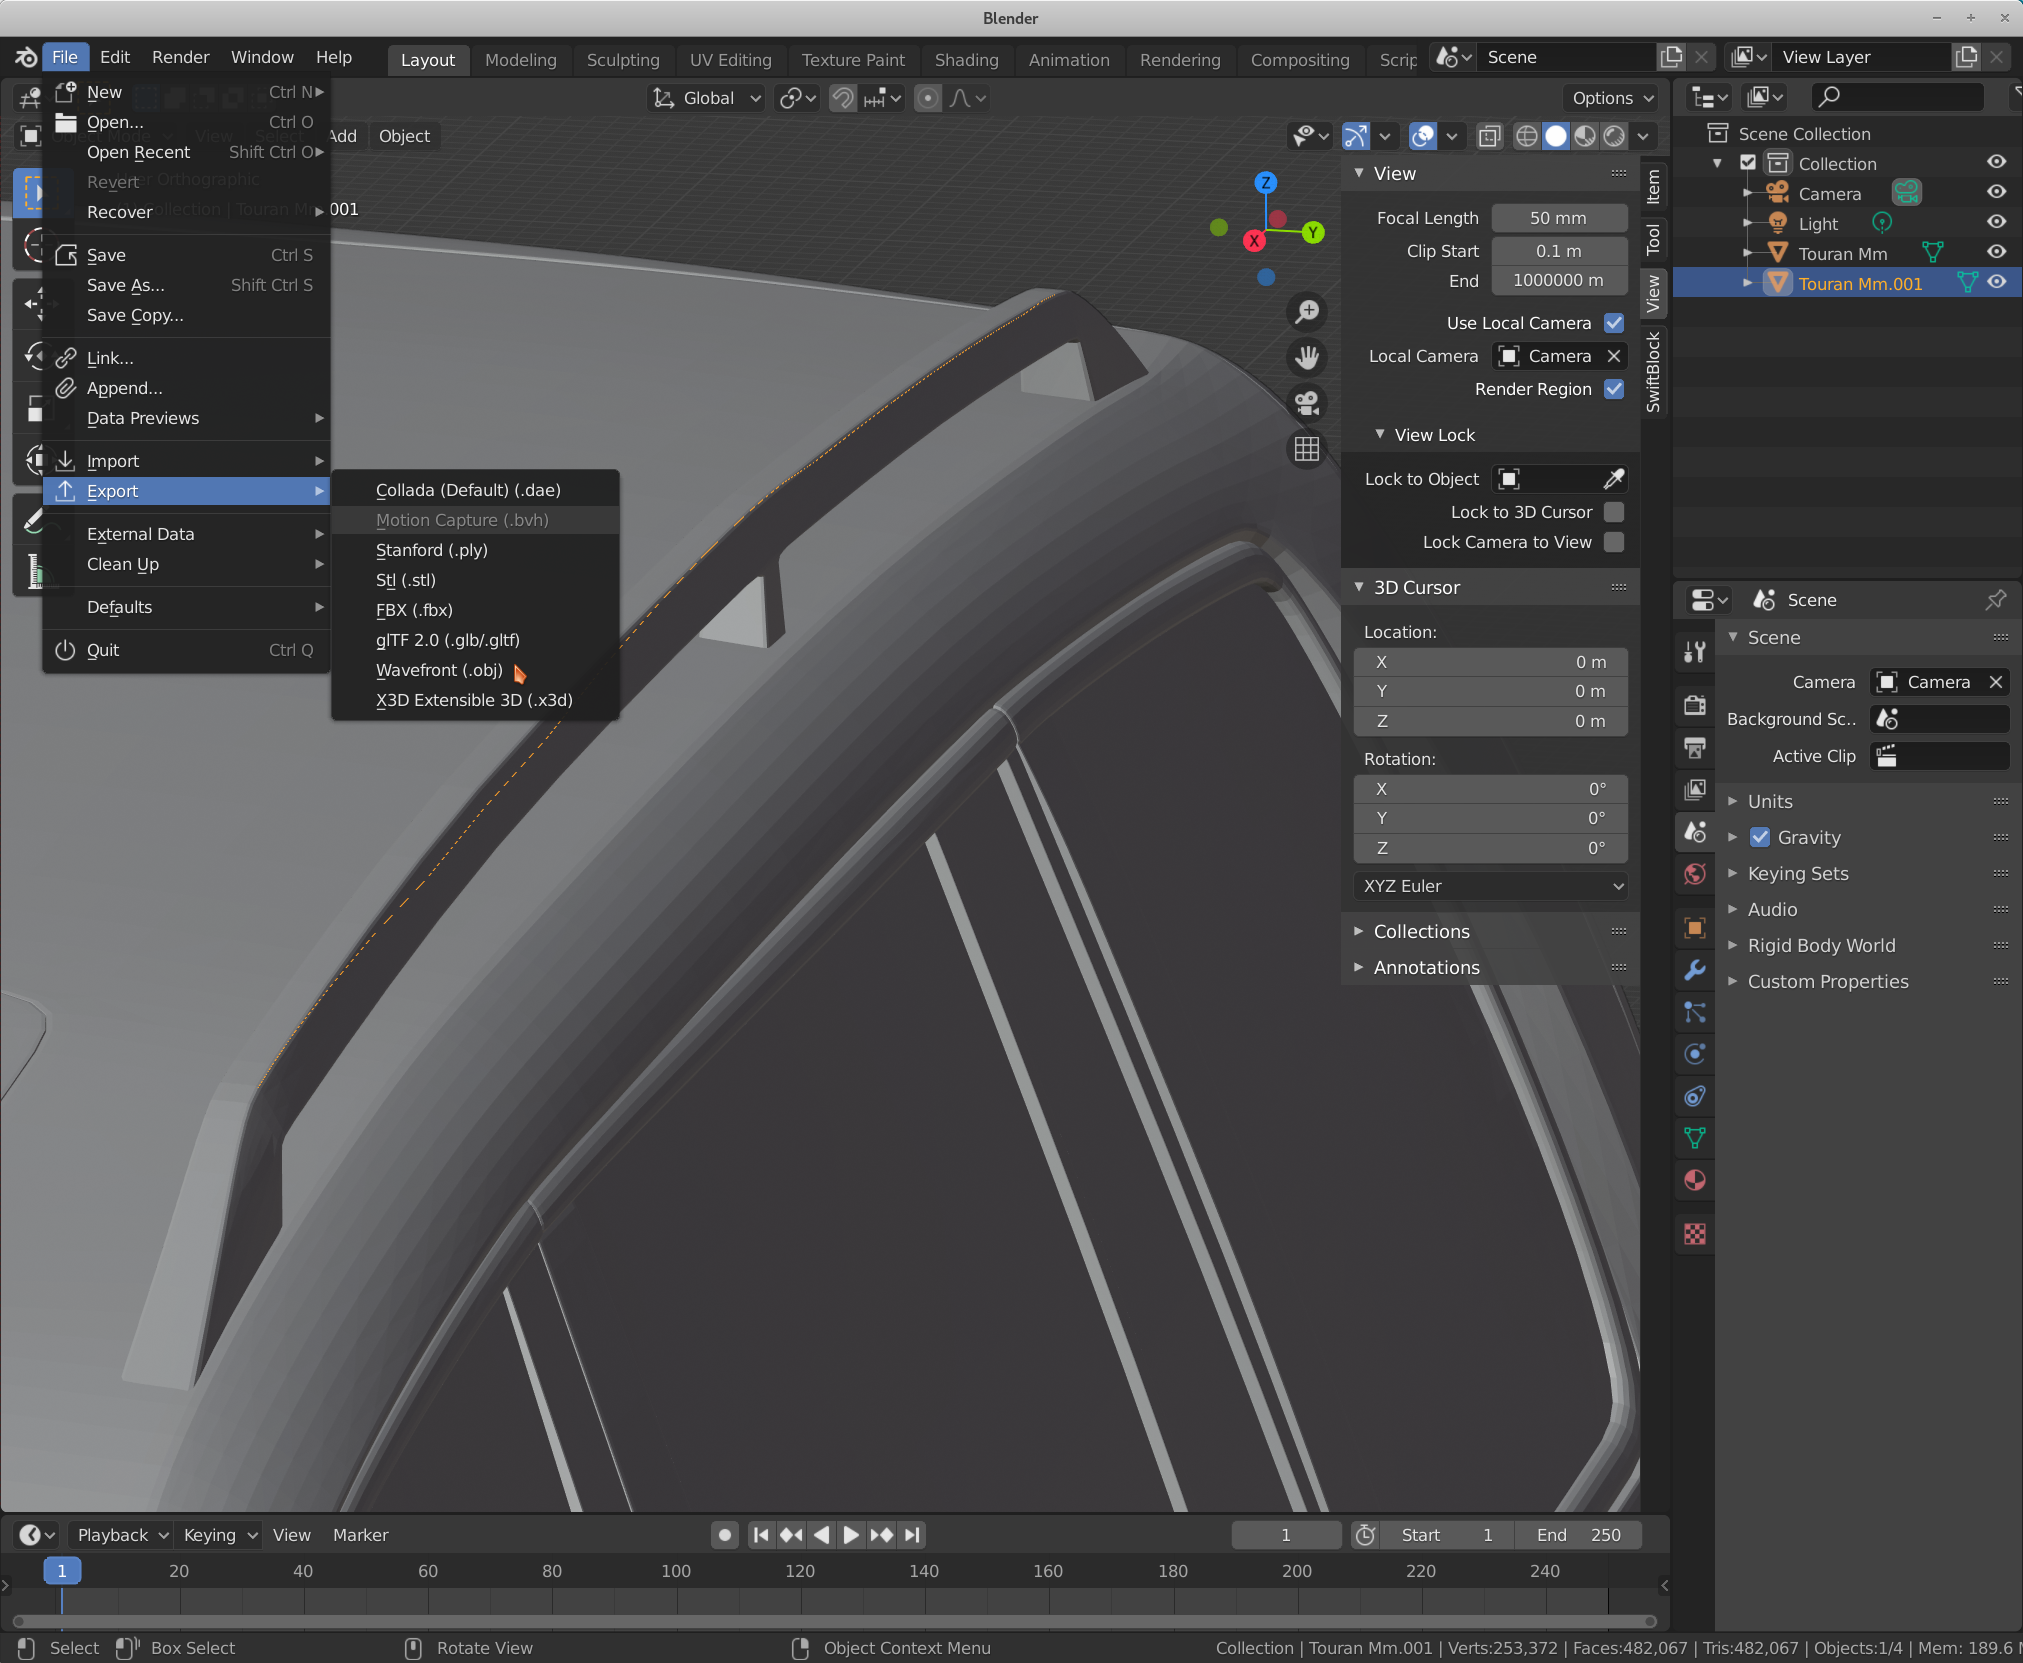 Blender
File Edit Render Window Help
Layout Modeling Sculpting UV Editing Texture Paint Shading Animation Rendering Compositing Scrip
Scene
View Layer
New Ctrl N
Open... Ctrl O
Open Recent Shift Ctrl O
Revert
Recover
Save Ctrl S
Save As... Shift Ctrl S
Save Copy...
Link...
Append...
Data Previews
Import
Export
External Data
Clean Up
Defaults
Quit Ctrl Q
Collada (Default) (.dae)
Motion Capture (.bvh)
Stanford (.ply)
Stl (.stl)
FBX (.fbx)
glTF 2.0 (.glb/.gltf)
Wavefront (.obj)
X3D Extensible 3D (.x3d)
Global
Options
View Select Add Object
Orthographic
Collection | Touran Mm.001
Z
X
Y
View
Focal Length 50 mm
Clip Start 0.1 m
End 1000000 m
Use Local Camera
Local Camera Camera
Render Region
View Lock
Lock to Object
Lock to 3D Cursor
Lock Camera to View
3D Cursor
Location:
X 0 m
Y 0 m
Z 0 m
Rotation:
X 0°
Y 0°
Z 0°
XYZ Euler
Collections
Annotations
Item
Tool
View
SwiftBlock
Scene Collection
Collection
Camera
Light
Touran Mm
Touran Mm.001
Scene
Scene
Camera Camera
Background Sc..
Active Clip
Units
Gravity
Keying Sets
Audio
Rigid Body World
Custom Properties
Playback Keying View Marker
1
Start 1
End 250
1 20 40 60 80 100 120 140 160 180 200 220 240
Select Box Select Rotate View Object Context Menu
Collection | Touran Mm.001 | Verts:253,372 | Faces:482,067 | Tris:482,067 | Objects:1/4 | Mem: 189.6